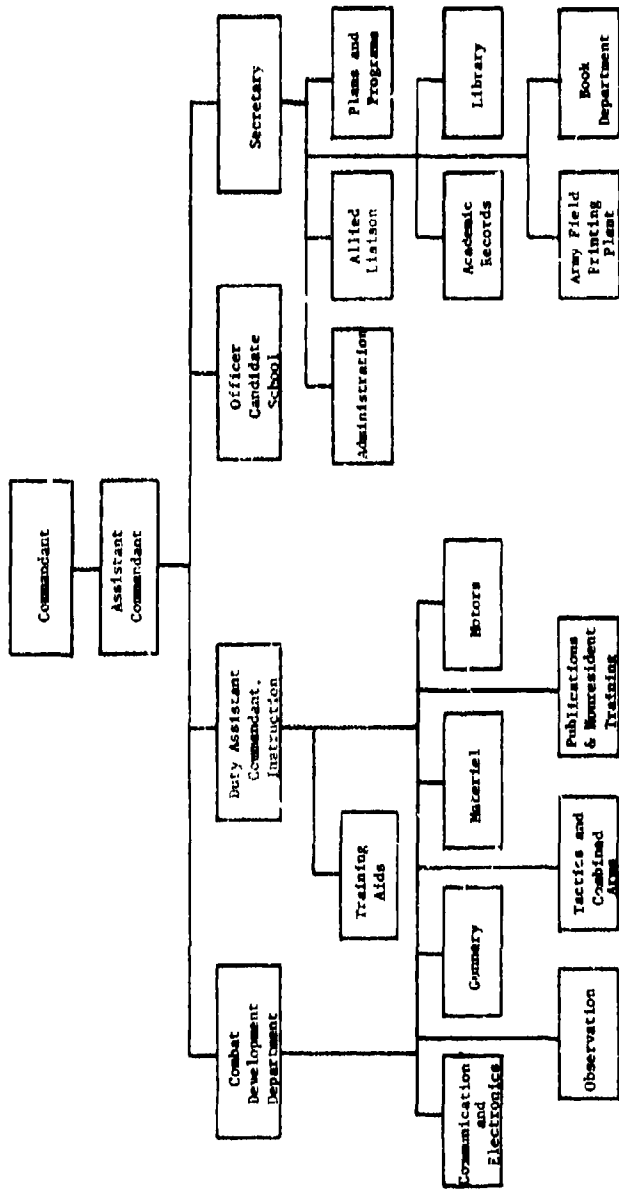 Commandant
Assistant
Commandant
Combat
Development
Department
Duty Assistant
Commandant,
Instruction
Officer
Candidate
School
Secretary
Training
Aids
Administration
Allied
Liaison
Plans and
Programs
Communication
and
Electronics
Gunnery
Materiel
Motors
Academic
Records
Library
Observation
Tactics and
Combined
Arms
Publications
& Nonresident
Training
Army Field
Printing
Plant
Book
Department